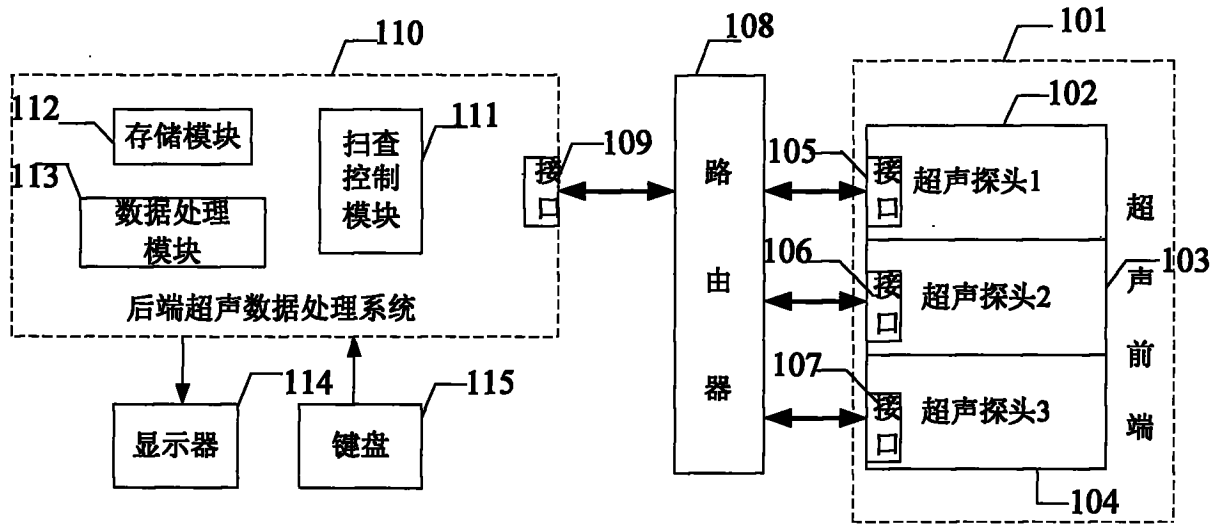 110
112
存储模块
扫查
控制
模块
111
113
数据处理
模块
接
口
109
后端超声数据处理系统
显示器
114
键盘
115
108
路
由
器
101
102
105
接
口
超声探头1
106
接
口
超声探头2
103
107
接
口
超声探头3
104
超
声
前
端